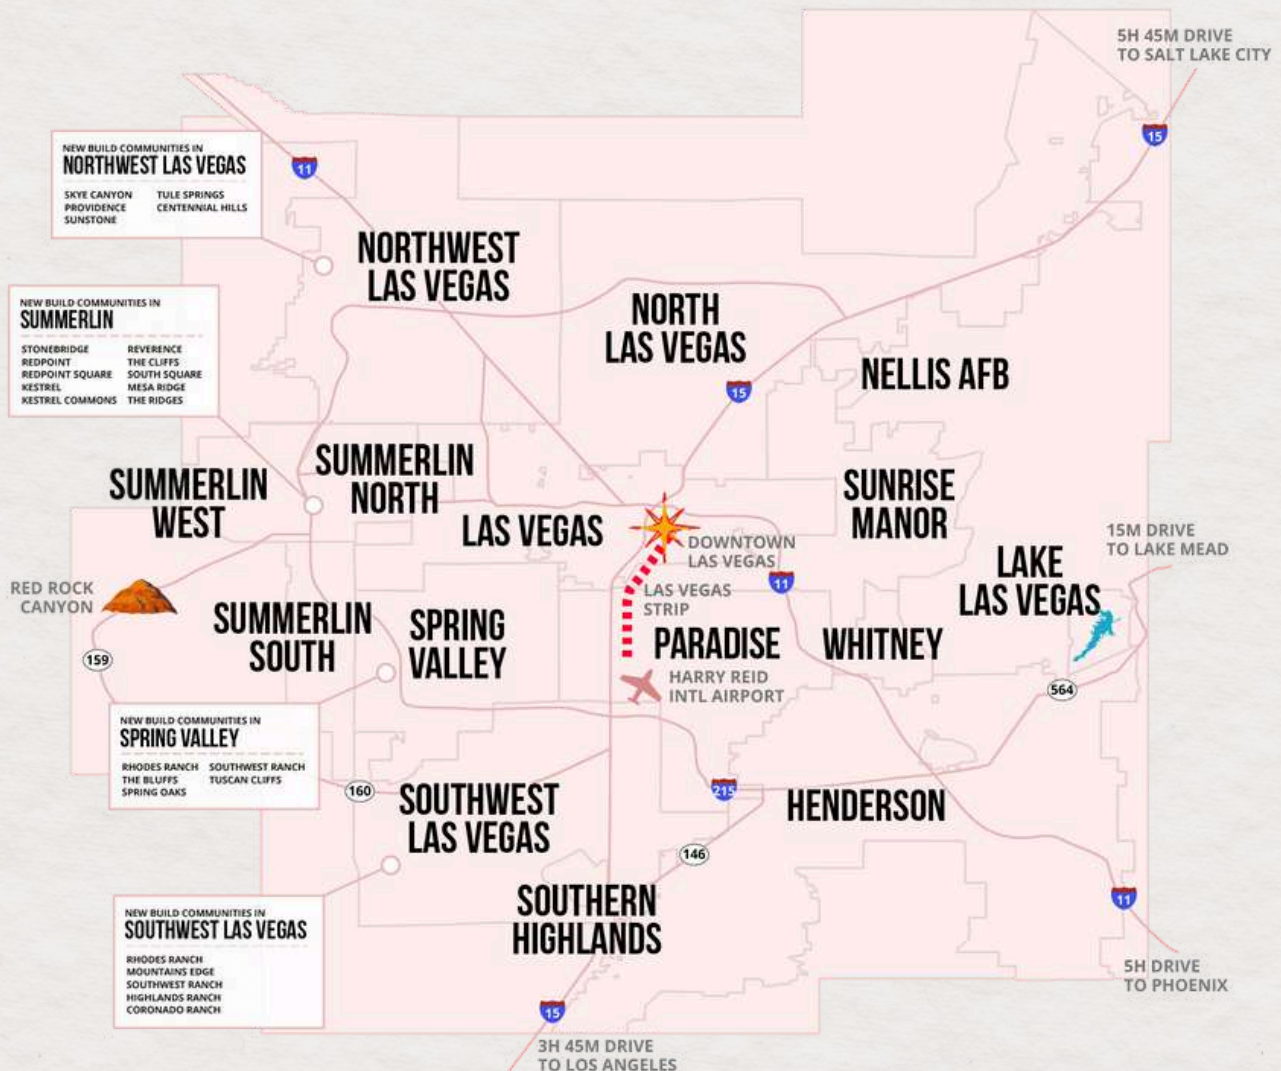 5H 45M DRIVE
TO SALT LAKE CITY
15
NEW BUILD COMMUNITIES IN
NORTHWEST LAS VEGAS
SKYE CANYON TULE SPRINGS
PROVIDENCE CENTENNIAL HILLS
SUNSTONE
11
NORTHWEST
LAS VEGAS
NEW BUILD COMMUNITIES IN
SUMMERLIN
STONEBRIDGE REVERENCE
REDPOINT THE CLIFFS
REDPOINT SQUARE SOUTH SQUARE
KESTREL MESA RIDGE
KESTREL COMMONS THE RIDGES
NORTH
LAS VEGAS
15
NELLIS AFB
SUMMERLIN
WEST
SUMMERLIN
NORTH
LAS VEGAS
SUNRISE
MANOR
DOWNTOWN
LAS VEGAS
11
15M DRIVE
TO LAKE MEAD
LAKE
LAS VEGAS
RED ROCK
CANYON
159
SUMMERLIN
SOUTH
SPRING
VALLEY
LAS VEGAS
STRIP
PARADISE
WHITNEY
HARRY REID
INTL AIRPORT
564
NEW BUILD COMMUNITIES IN
SPRING VALLEY
RHODES RANCH SOUTHWEST RANCH
THE BLUFFS TUSCAN CLIFFS
SPRING OAKS
160
SOUTHWEST
LAS VEGAS
215
HENDERSON
146
SOUTHERN
HIGHLANDS
NEW BUILD COMMUNITIES IN
SOUTHWEST LAS VEGAS
RHODES RANCH
MOUNTAINS EDGE
SOUTHWEST RANCH
HIGHLANDS RANCH
CORONADO RANCH
11
5H DRIVE
TO PHOENIX
15
3H 45M DRIVE
TO LOS ANGELES